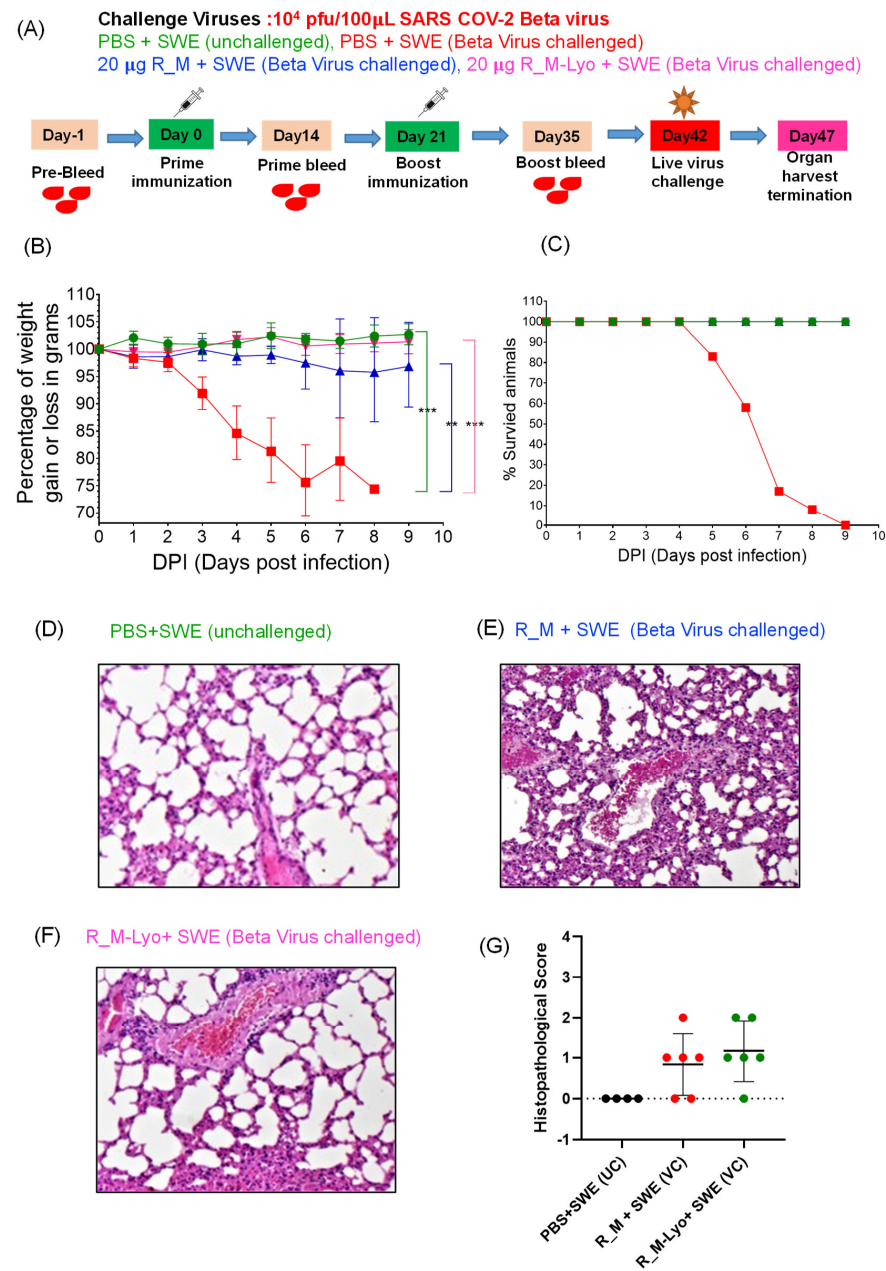 (A)
Challenge Viruses :10⁴ pfu/100µL SARS COV-2 Beta virus
PBS + SWE (unchallenged), PBS + SWE (Beta Virus challenged)
20 µg R_M + SWE (Beta Virus challenged), 20 µg R_M-Lyo + SWE (Beta Virus challenged)
Day-1 Day 0 Day14 Day 21 Day35 Day42 Day47
Pre-Bleed
Prime immunization
Prime bleed
Boost immunization
Boost bleed
Live virus challenge
Organ harvest termination
(B)
Percentage of weight
gain or loss in grams
110
105
100
95
90
85
80
75
70
0 1 2 3 4 5 6 7 8 9 10
DPI (Days post infection)
*** ** ***
(C)
% Survied animals
110
100
90
80
70
60
50
40
30
20
10
0
0 1 2 3 4 5 6 7 8 9 10
DPI (Days post infection)
(D) PBS+SWE (unchallenged)
(E) R_M + SWE (Beta Virus challenged)
(F) R_M-Lyo+ SWE (Beta Virus challenged)
(G)
Histopathological Score
4
3
2
1
0
-1
PBS+SWE (UC)
R_M + SWE (VC)
R_M-Lyo+ SWE (VC)